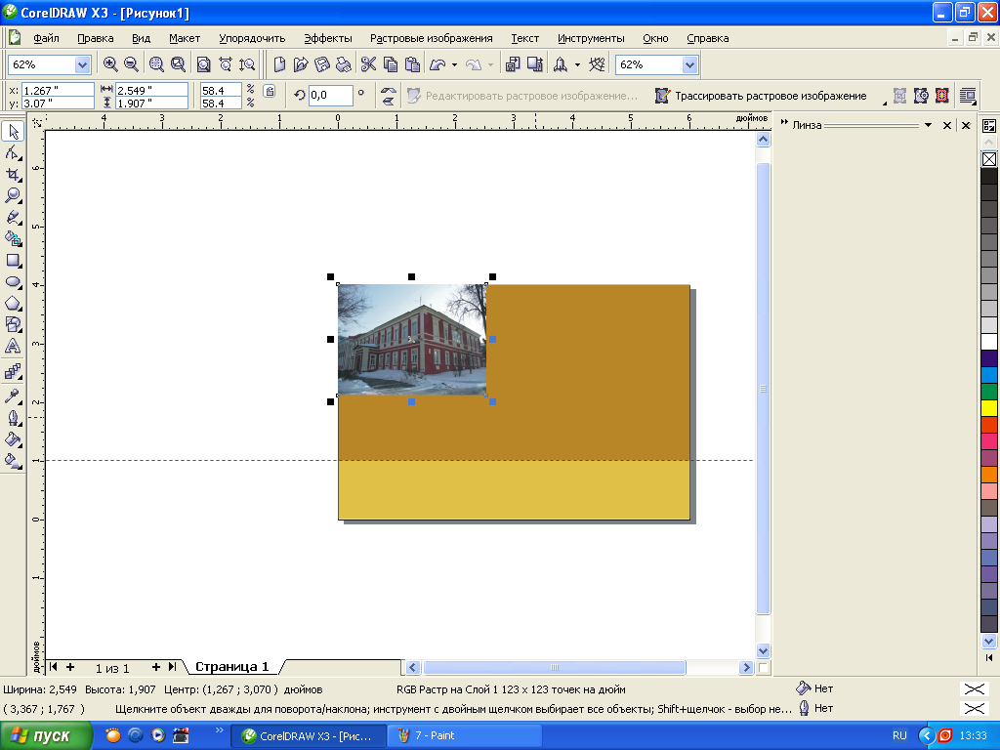 CorelDRAW X3 - [Рисунок1]
Файл Правка Вид Макет Упорядочить Эффекты Растровые изображения Текст Инструменты Окно Справка
62% 62%
x: 1.267 " 2.549 " 58.4 % 0,0 ° Редактировать растровое изображение... Трассировать растровое изображение
y: 3.07 " 1.907 " 58.4 %
4 3 2 1 0 1 2 3 4 5 6 дюймов
Линза
6
5
4
3
2
1
0
1
дюймов
1 из 1 Страница 1
Ширина: 2,549 Высота: 1,907 Центр: (1,267 ; 3,070 ) дюймов RGB Растр на Слой 1 123 x 123 точек на дюйм Нет
( 3,367 ; 1,767 ) Щелкните объект дважды для поворота/наклона; инструмент с двойным щелчком выбирает все объекты; Shift+щелчок - выбор не... Нет
пуск CorelDRAW X3 - [Рис... 7 - Paint RU 13:33